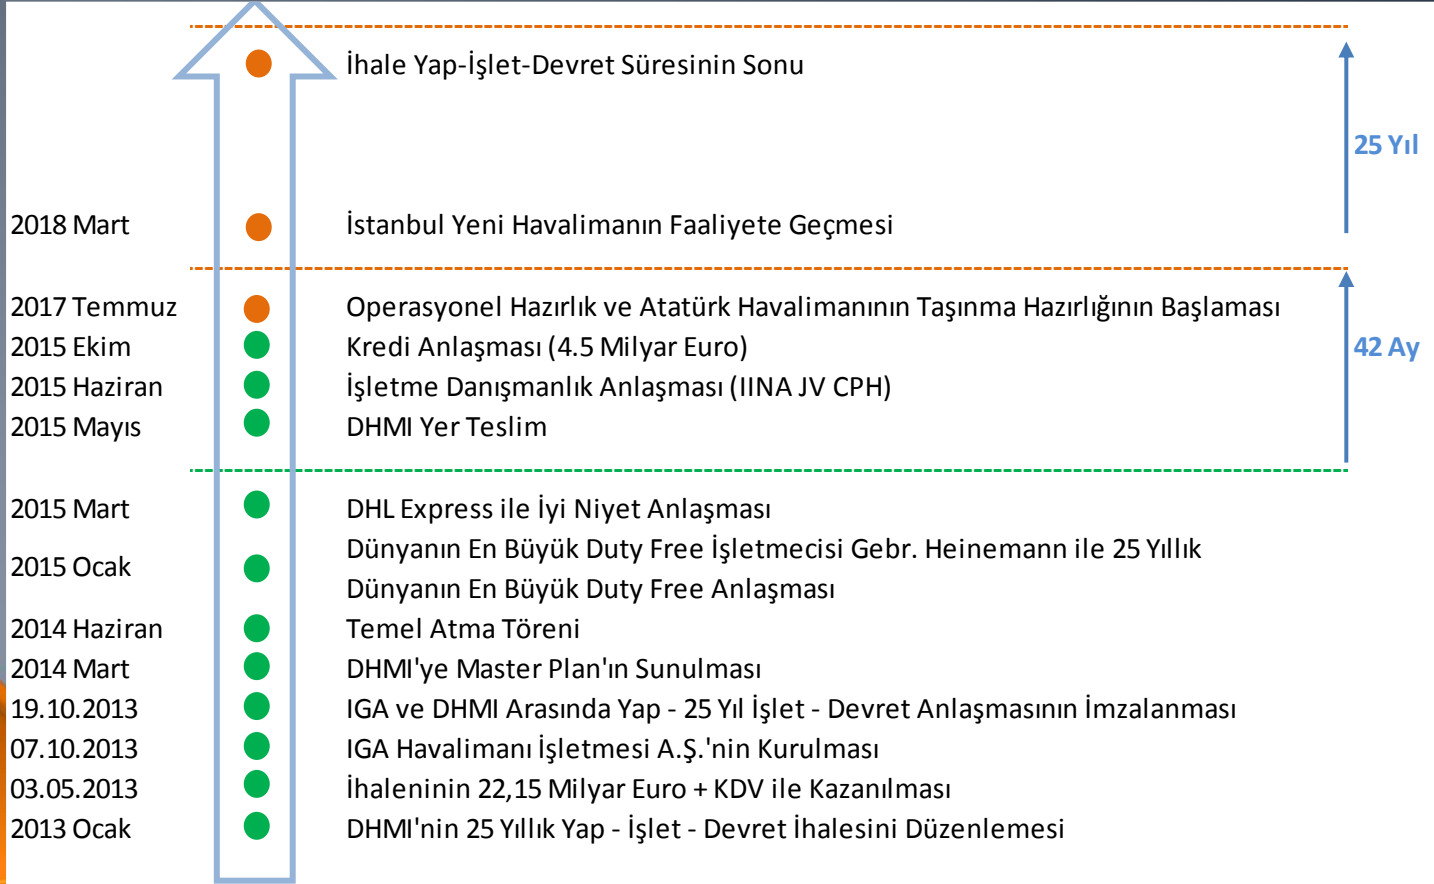 İhale Yap-İşlet-Devret Süresinin Sonu
25 Yıl
2018 Mart İstanbul Yeni Havalimanın Faaliyete Geçmesi
2017 Temmuz Operasyonel Hazırlık ve Atatürk Havalimanının Taşınma Hazırlığının Başlaması
2015 Ekim Kredi Anlaşması (4.5 Milyar Euro) 42 Ay
2015 Haziran İşletme Danışmanlık Anlaşması (IINA JV CPH)
2015 Mayıs DHMI Yer Teslim
2015 Mart DHL Express ile İyi Niyet Anlaşması
2015 Ocak Dünyanın En Büyük Duty Free İşletmecisi Gebr. Heinemann ile 25 Yıllık
Dünyanın En Büyük Duty Free Anlaşması
2014 Haziran Temel Atma Töreni
2014 Mart DHMI'ye Master Plan'ın Sunulması
19.10.2013 IGA ve DHMI Arasında Yap - 25 Yıl İşlet - Devret Anlaşmasının İmzalanması
07.10.2013 IGA Havalimanı İşletmesi A.Ş.'nin Kurulması
03.05.2013 İhaleninin 22,15 Milyar Euro + KDV ile Kazanılması
2013 Ocak DHMI'nin 25 Yıllık Yap - İşlet - Devret İhalesini Düzenlemesi